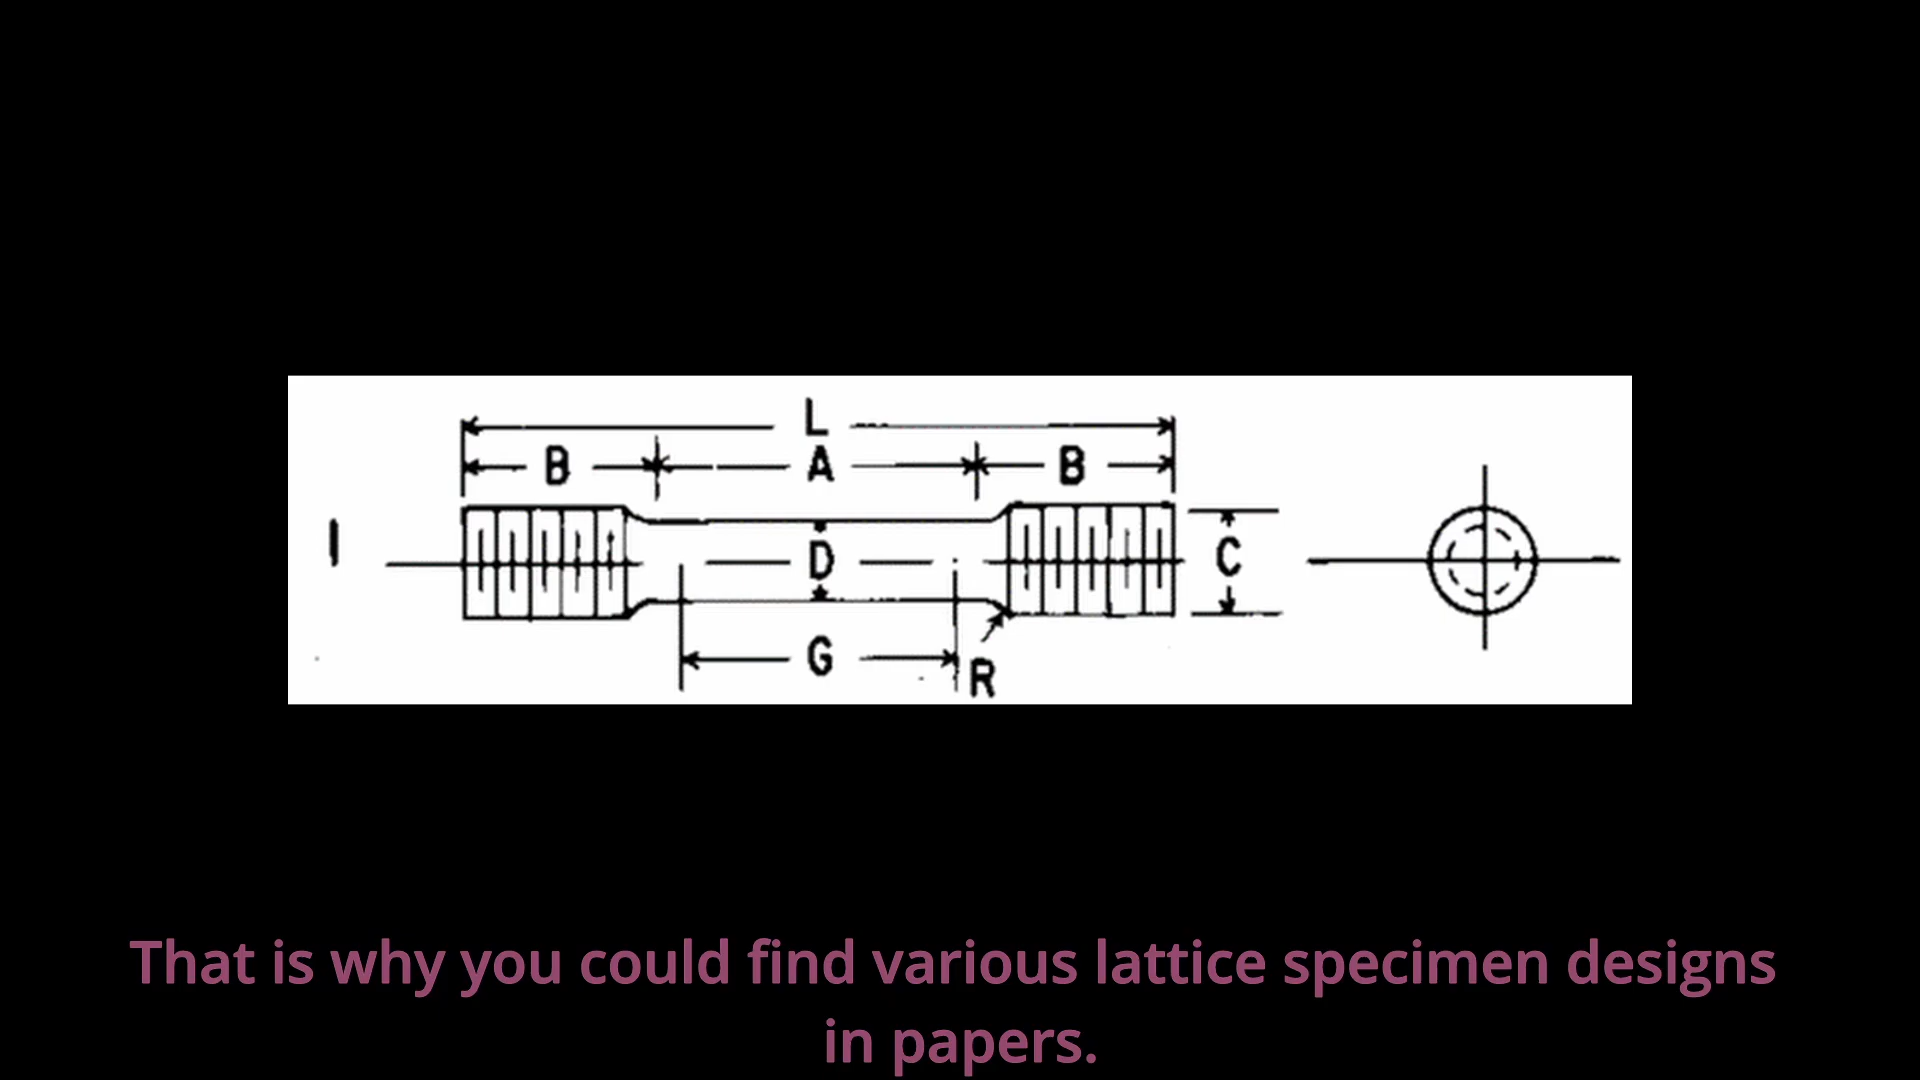 L
B A B
I D C
G
R
That is why you could find various lattice specimen designs
in papers.